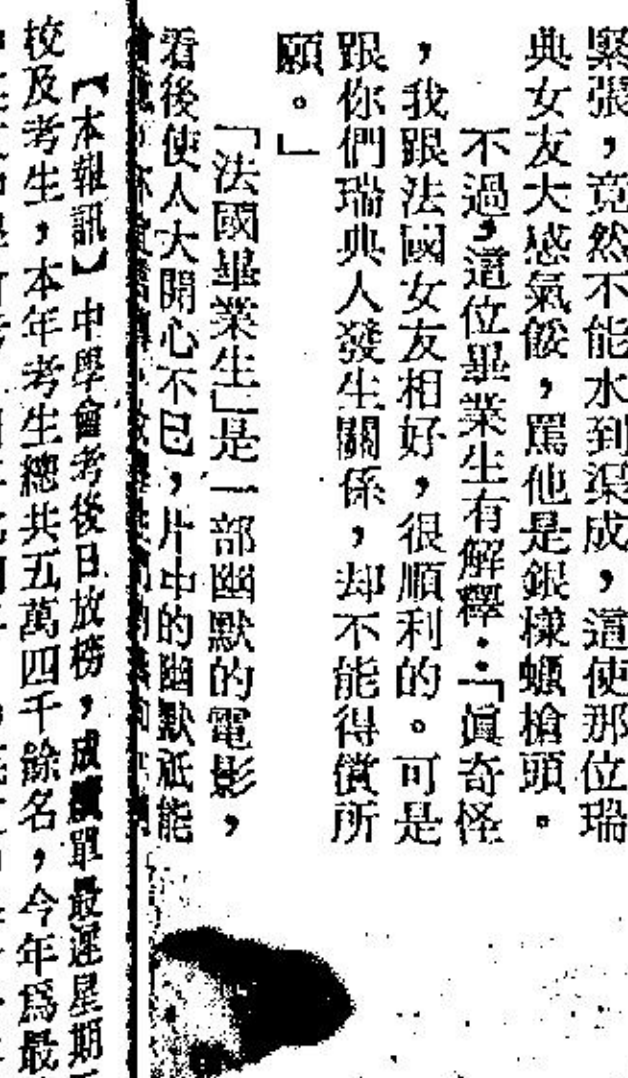 緊張，竟然不能水到渠成，這使那位瑞
典女友大感氣餒，罵他是銀樣蠟槍頭。
不過，這位畢業生有解釋：「眞奇怪
，我跟法國女友相好，很順利的。可是
跟你們瑞典人發生關係，却不能得償所
願。」
「法國畢業生」是一部幽默的電影，
看後使人大開心不已，片中的幽默祇能
【本報訊】中學會考後日放榜，成績單最遲星期
校及考生，本年考生總共五萬四千餘名，今年爲最